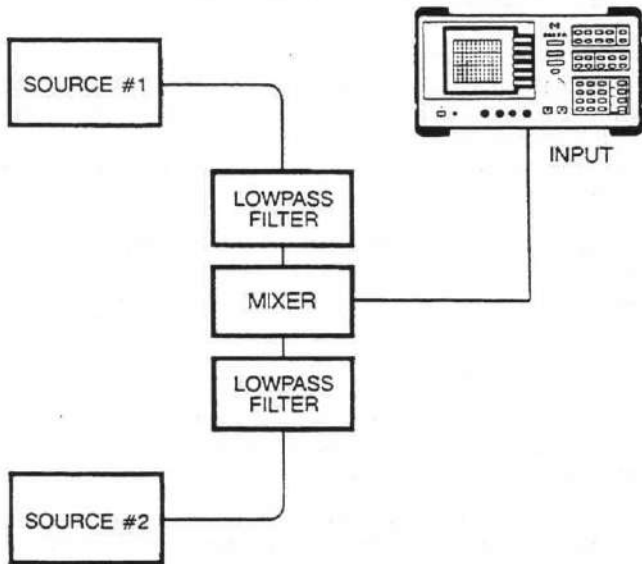 SOURCE #1
INPUT
LOWPASS
FILTER
MIXER
LOWPASS
FILTER
SOURCE #2